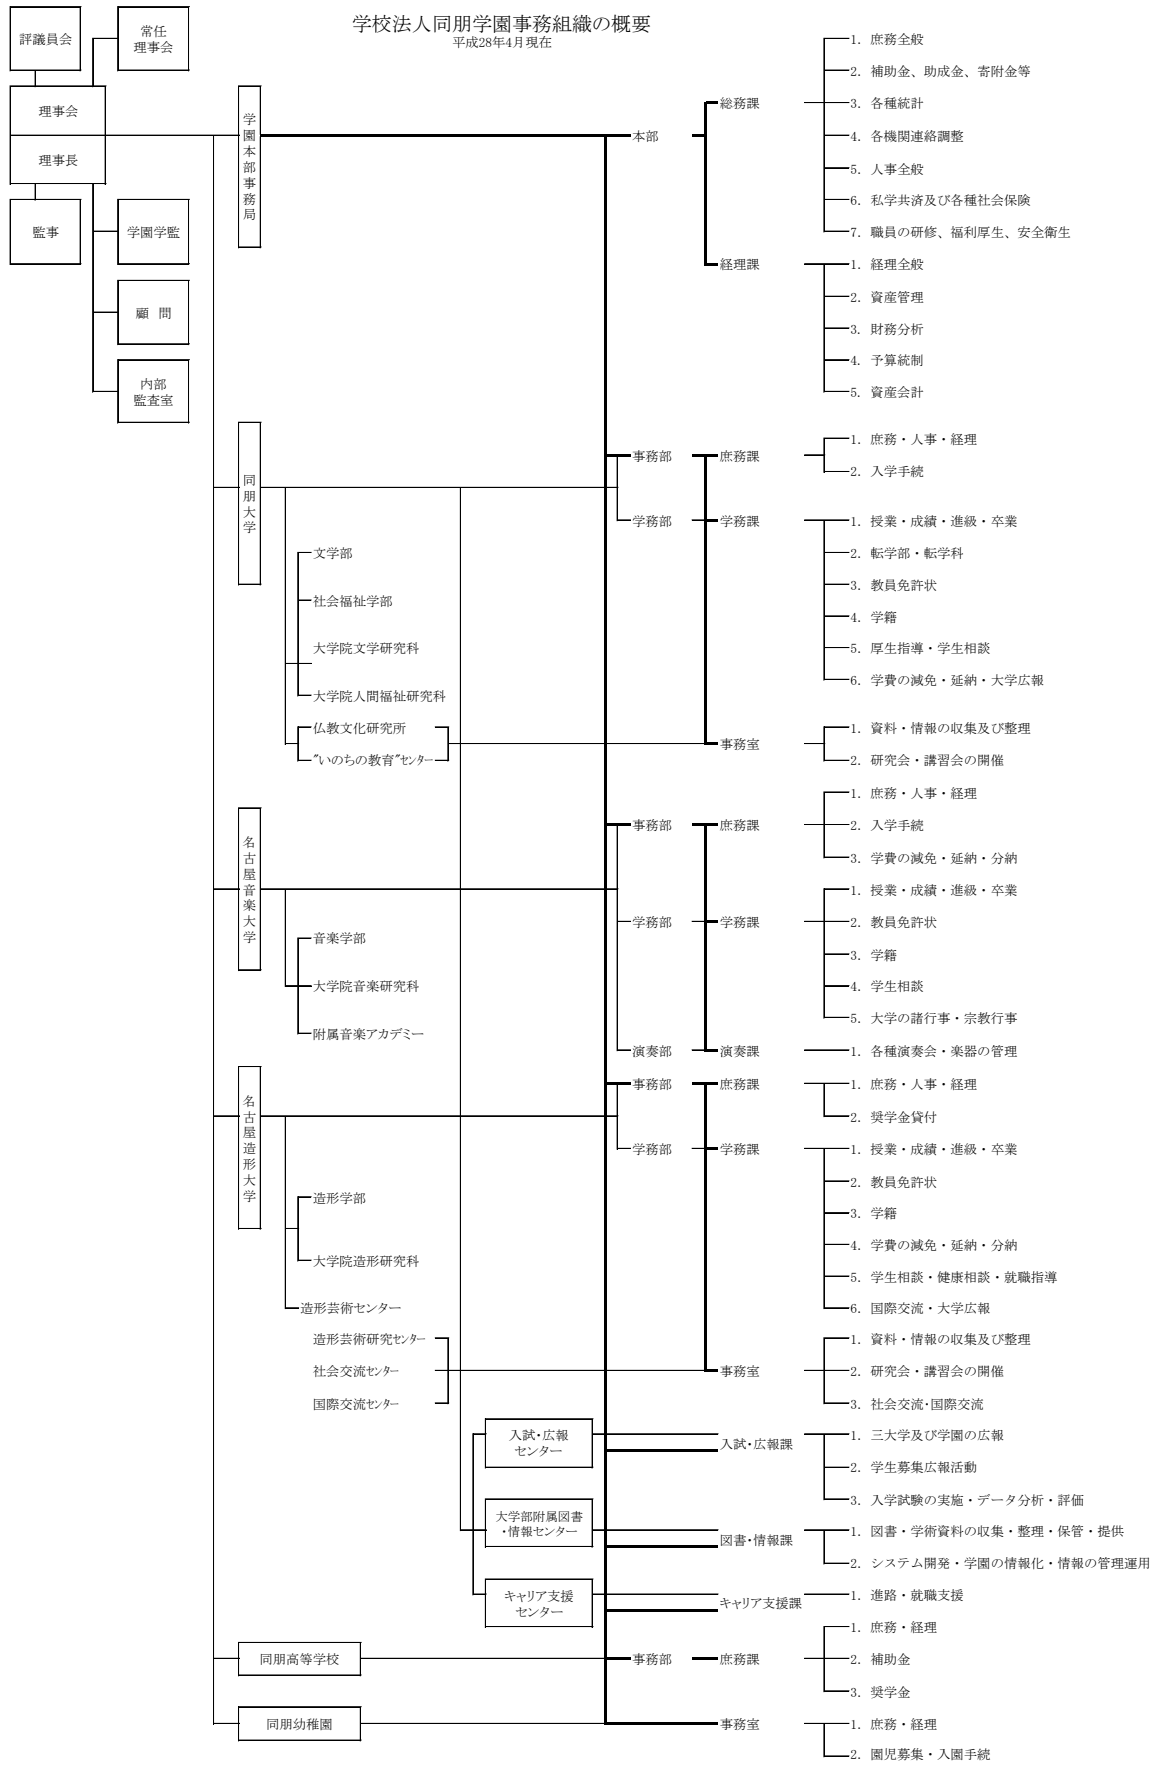 学校法人同朋学園事務組織の概要
平成28年4月現在
評議員会
常任
理事会
理事会
理事長
監事
学園学監
顧　問
内部
監査室
学園本部事務局
本部
総務課
1. 庶務全般
2. 補助金、助成金、寄附金等
3. 各種統計
4. 各機関連絡調整
5. 人事全般
6. 私学共済及び各種社会保険
7. 職員の研修、福利厚生、安全衛生
経理課
1. 経理全般
2. 資産管理
3. 財務分析
4. 予算統制
5. 資産会計
同朋大学
文学部
社会福祉学部
大学院文学研究科
大学院人間福祉研究科
仏教文化研究所
"いのちの教育"センター
事務部
庶務課
1. 庶務・人事・経理
2. 入学手続
学務部
学務課
1. 授業・成績・進級・卒業
2. 転学部・転学科
3. 教員免許状
4. 学籍
5. 厚生指導・学生相談
6. 学費の減免・延納・大学広報
事務室
1. 資料・情報の収集及び整理
2. 研究会・講習会の開催
名古屋音楽大学
音楽学部
大学院音楽研究科
附属音楽アカデミー
事務部
庶務課
1. 庶務・人事・経理
2. 入学手続
3. 学費の減免・延納・分納
学務部
学務課
1. 授業・成績・進級・卒業
2. 教員免許状
3. 学籍
4. 学生相談
5. 大学の諸行事・宗教行事
演奏部
演奏課
1. 各種演奏会・楽器の管理
名古屋造形大学
造形学部
大学院造形研究科
造形芸術センター
造形芸術研究センター
社会交流センター
国際交流センター
事務部
庶務課
1. 庶務・人事・経理
2. 奨学金貸付
学務部
学務課
1. 授業・成績・進級・卒業
2. 教員免許状
3. 学籍
4. 学費の減免・延納・分納
5. 学生相談・健康相談・就職指導
6. 国際交流・大学広報
事務室
1. 資料・情報の収集及び整理
2. 研究会・講習会の開催
3. 社会交流・国際交流
入試・広報
センター
入試・広報課
1. 三大学及び学園の広報
2. 学生募集広報活動
3. 入学試験の実施・データ分析・評価
大学部附属図書
・情報センター
図書・情報課
1. 図書・学術資料の収集・整理・保管・提供
2. システム開発・学園の情報化・情報の管理運用
キャリア支援
センター
キャリア支援課
1. 進路・就職支援
同朋高等学校
事務部
庶務課
1. 庶務・経理
2. 補助金
3. 奨学金
同朋幼稚園
事務室
1. 庶務・経理
2. 園児募集・入園手続